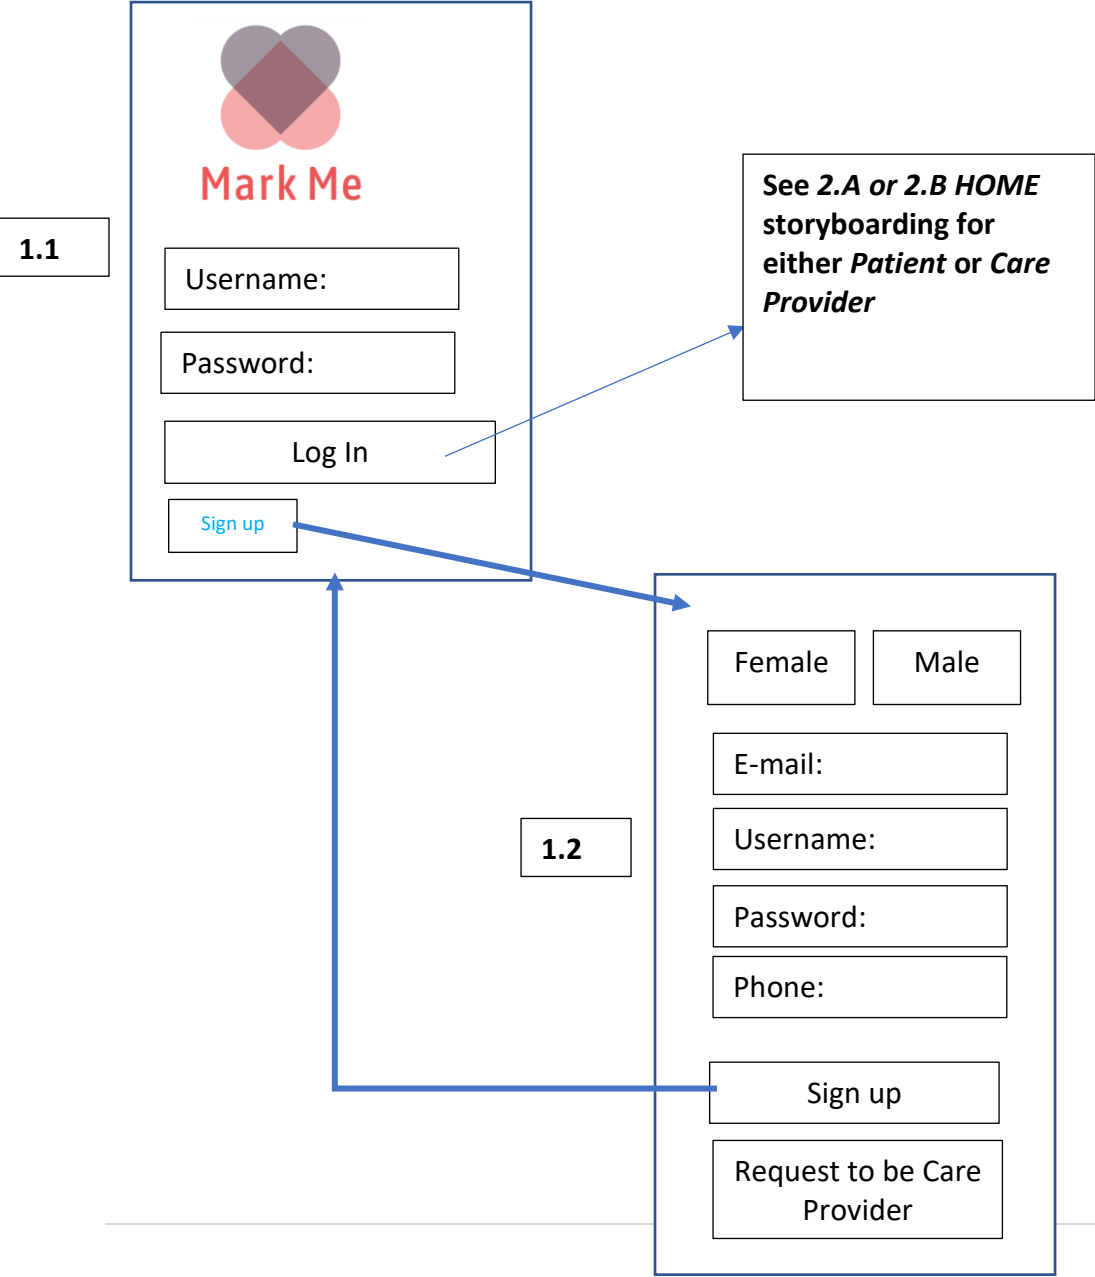 Mark Me
1.1
Username:
Password:
Log In
Sign up
See 2.A or 2.B HOME
storyboarding for
either Patient or Care
Provider
1.2
Female
Male
E-mail:
Username:
Password:
Phone:
Sign up
Request to be Care
Provider